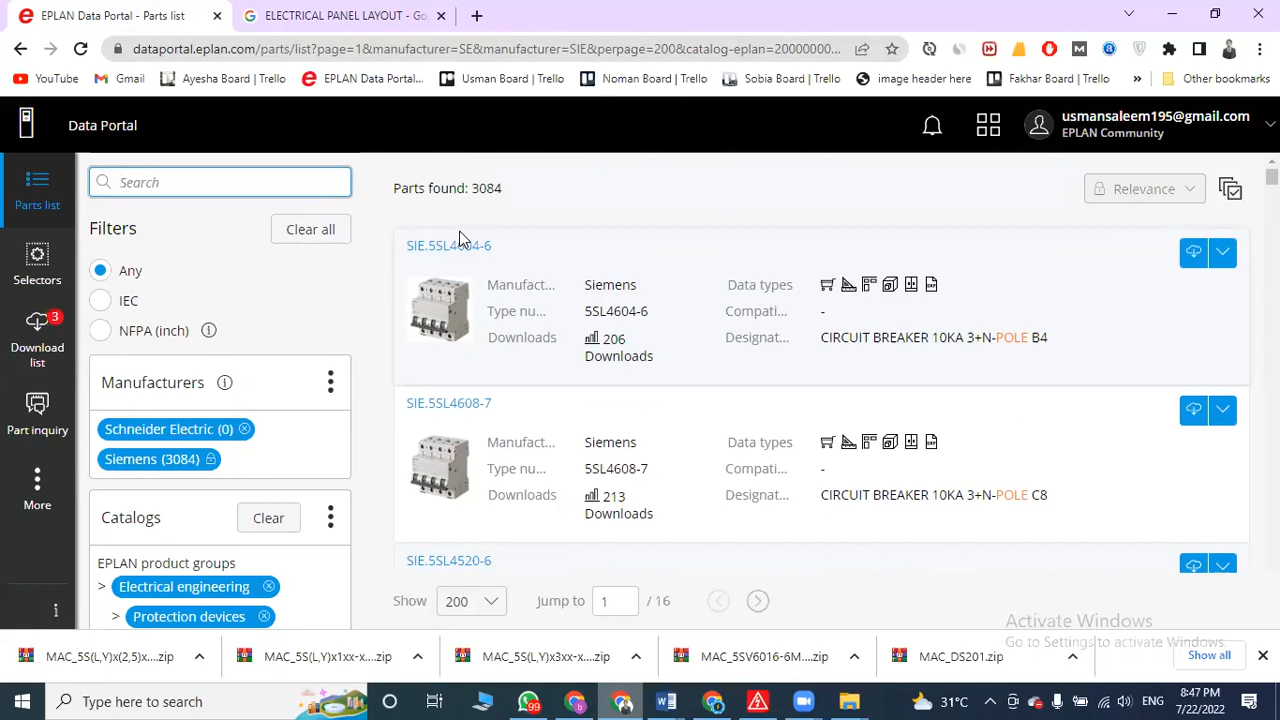 EPLAN Data Portal - Parts list
ELECTRICAL PANEL LAYOUT - Go
dataportal.eplan.com/parts/list?page=1&manufacturer=SE&manufacturer=SIE&perpage=200&catalog-eplan=20000000...
YouTube
Gmail
Ayesha Board | Trello
EPLAN Data Portal...
Usman Board | Trello
Noman Board | Trello
Sobia Board | Trello
image header here
Fakhar Board | Trello
»
Other bookmarks
Data Portal
usmansaleem195@gmail.com
EPLAN Community
Parts list
Selectors
3
Download
list
Part inquiry
More
Search
Filters
Clear all
Any
IEC
NFPA (inch)
Manufacturers
Schneider Electric (0)
Siemens (3084)
Catalogs
Clear
EPLAN product groups
> Electrical engineering
> Protection devices
Parts found: 3084
Relevance
SIE.5SL4604-6
Manufact... Siemens Data types
Type nu... 5SL4604-6 Compati... -
Downloads 206 Designat... CIRCUIT BREAKER 10KA 3+N-POLE B4
Downloads
SIE.5SL4608-7
Manufact... Siemens Data types
Type nu... 5SL4608-7 Compati... -
Downloads 213 Designat... CIRCUIT BREAKER 10KA 3+N-POLE C8
Downloads
SIE.5SL4520-6
Show 200 Jump to 1 / 16
Activate Windows
Go to Settings to activate Windows.
MAC_5S(L,Y)x(2,5)x....zip
MAC_5S(L,Y)x1xx-x....zip
MAC_5S(L,Y)x3xx-x....zip
MAC_5SV6016-6M....zip
MAC_DS201.zip
Show all
Type here to search
99
31°C
ENG
8:47 PM
7/22/2022